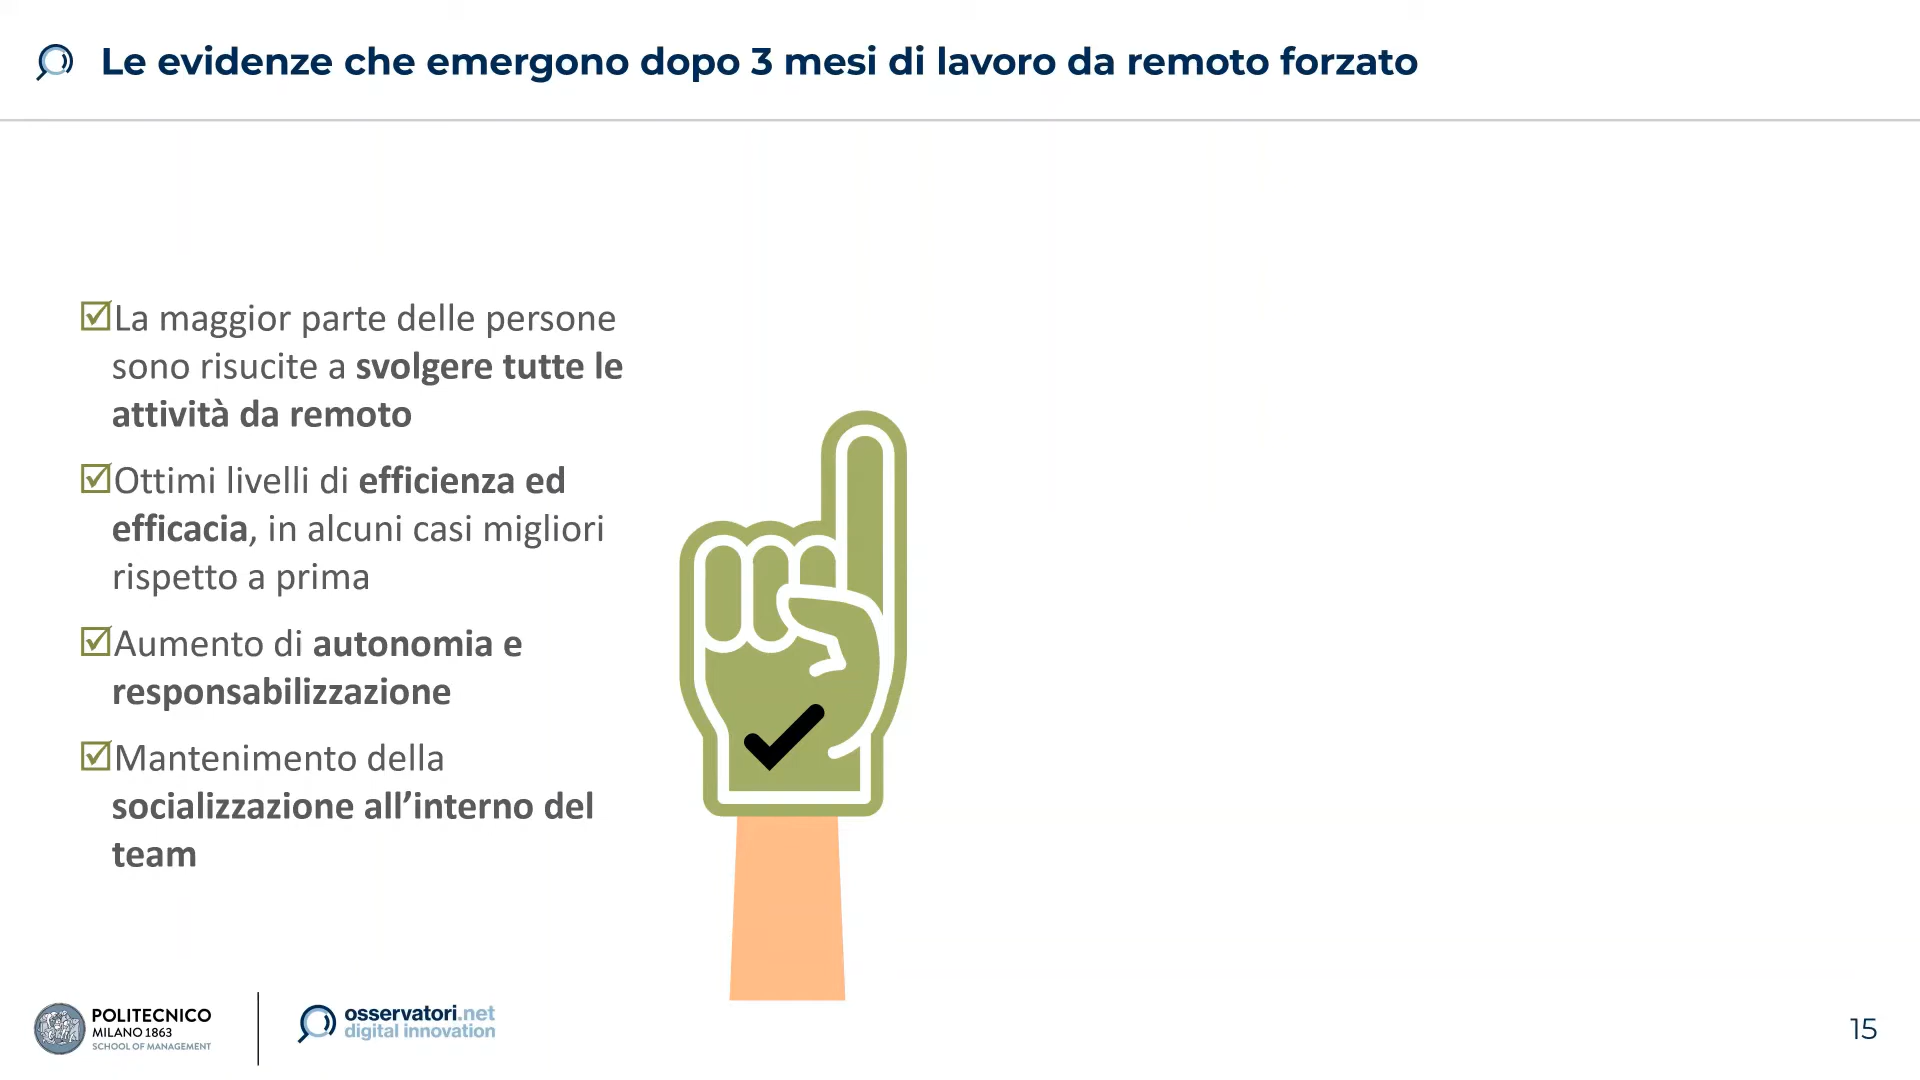 Le evidenze che emergono dopo 3 mesi di lavoro da remoto forzato
La maggior parte delle persone
sono risucite a svolgere tutte le
attività da remoto
Ottimi livelli di efficienza ed
efficacia, in alcuni casi migliori
rispetto a prima
Aumento di autonomia e
responsabilizzazione
Mantenimento della
socializzazione all’interno del
team
POLITECNICO
MILANO 1863
SCHOOL OF MANAGEMENT
osservatori.net
digital innovation
15